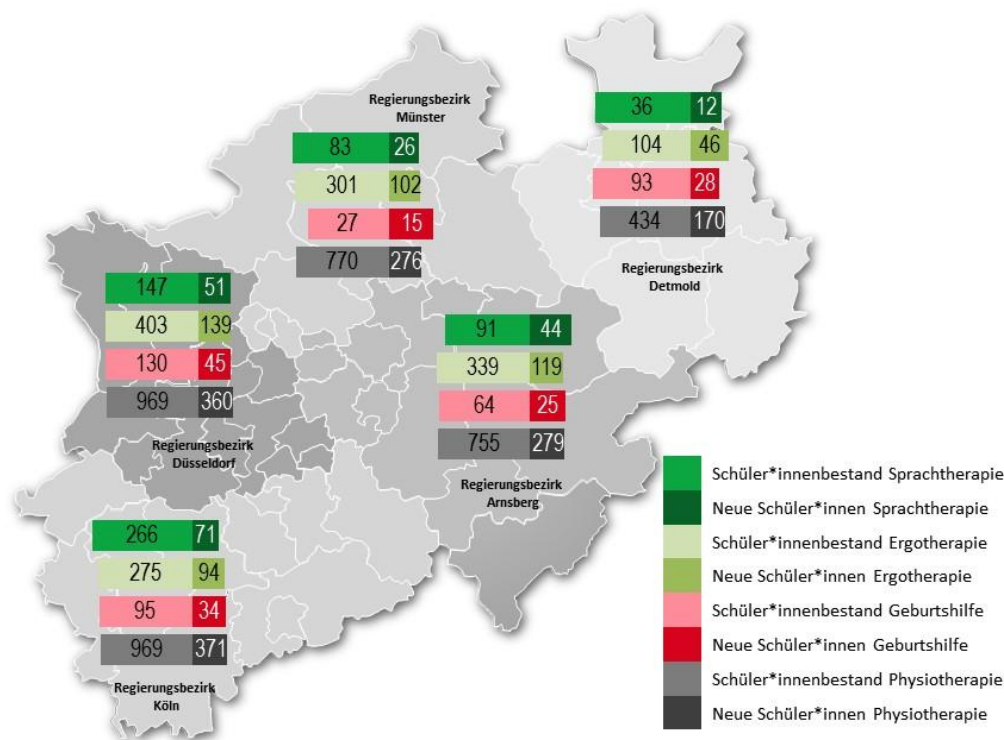 Regierungsbezirk
Münster
83 26
301 102
27 15
770 276
36 12
104 46
93 28
434 170
Regierungsbezirk
Detmold
147 51
403 139
130 45
969 360
Regierungsbezirk
Düsseldorf
91 44
339 119
64 25
755 279
Regierungsbezirk
Arnsberg
266 71
275 94
95 34
969 371
Regierungsbezirk
Köln
Schüler*innenbestand Sprachtherapie
Neue Schüler*innen Sprachtherapie
Schüler*innenbestand Ergotherapie
Neue Schüler*innen Ergotherapie
Schüler*innenbestand Geburtshilfe
Neue Schüler*innen Geburtshilfe
Schüler*innenbestand Physiotherapie
Neue Schüler*innen Physiotherapie